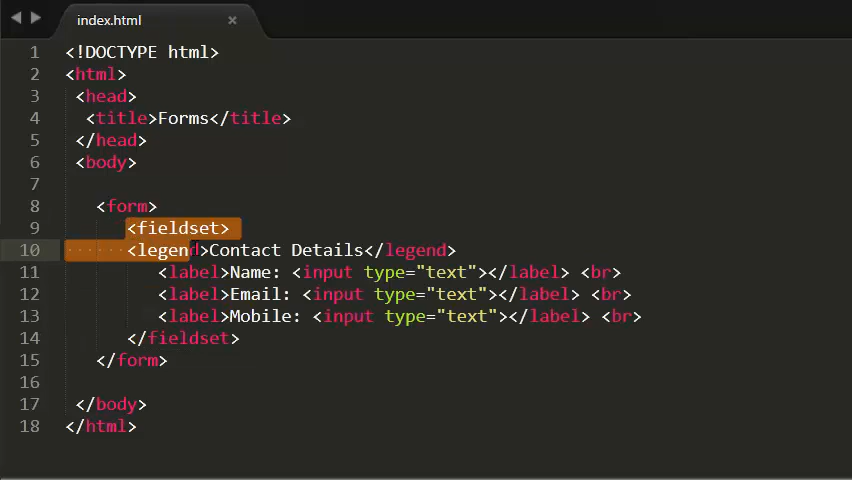 index.html ×
1 <!DOCTYPE html>
2 <html>
3 <head>
4 <title>Forms</title>
5 </head>
6 <body>
7
8 <form>
9 <fieldset>
10 <legend>Contact Details</legend>
11 <label>Name: <input type="text"></label> <br>
12 <label>Email: <input type="text"></label> <br>
13 <label>Mobile: <input type="text"></label> <br>
14 </fieldset>
15 </form>
16
17 </body>
18 </html>